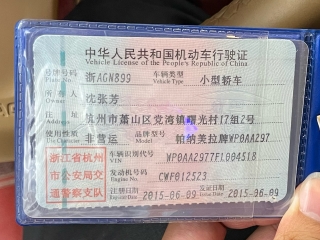 中华人民共和国机动车行驶证
Vehicle License of the People's Republic of China
号牌号码 浙AGN899 车辆类型 小型轿车
Plate No. Vehicle Type
所有人 沈张芳
Owner
住址 杭州市萧山区党湾镇曙光村17组2号
Address
使用性质 非营运 品牌型号 帕纳美拉牌WP0AA297
Use Character Model
浙江省杭州市公安局交通警察支队
车辆识别代号 WP0AA2977FL004518
VIN
发动机号码 CWF012523
Engine No.
注册日期 2015-06-09 发证日期 2015-06-09
Register Date Issue Date